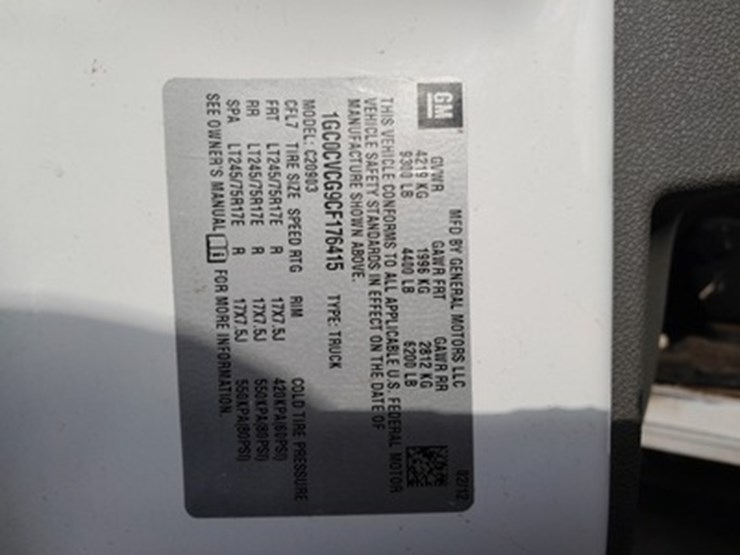 GM
MFD BY GENERAL MOTORS LLC 02/12
GVWR GAWR FRT GAWR RR
4219 KG 1996 KG 2812 KG
9300 LB 4400 LB 6200 LB
THIS VEHICLE CONFORMS TO ALL APPLICABLE U.S. FEDERAL MOTOR
VEHICLE SAFETY STANDARDS IN EFFECT ON THE DATE OF
MANUFACTURE SHOWN ABOVE.
1GC0CVCG9CF176415 TYPE: TRUCK
MODEL: C20903
CFL7 TIRE SIZE SPEED RTG RIM COLD TIRE PRESSURE
FRT LT245/75R17E R 17X7.5J 420KPA(60PSI)
RR LT245/75R17E R 17X7.5J 550KPA(80PSI)
SPA LT245/75R17E R 17X7.5J 550KPA(80PSI)
SEE OWNER'S MANUAL FOR MORE INFORMATION.